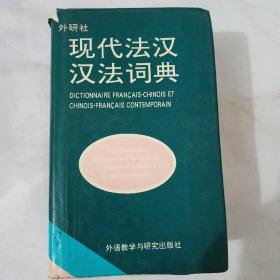 外研社
现代法汉
汉法词典
DICTIONNAIRE FRANÇAIS-CHINOIS ET
CHINOIS-FRANÇAIS CONTEMPORAIN
外语教学与研究出版社